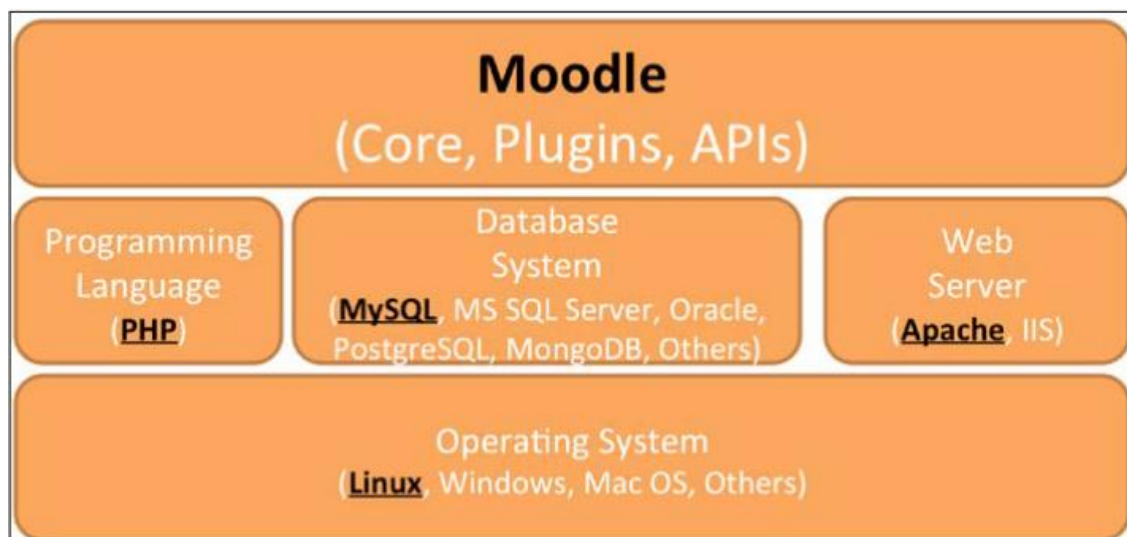 Moodle
(Core, Plugins, APIs)
Programming
Language
(PHP)
Database
System
(MySQL, MS SQL Server, Oracle,
PostgreSQL, MongoDB, Others)
Web
Server
(Apache, IIS)
Operating System
(Linux, Windows, Mac OS, Others)